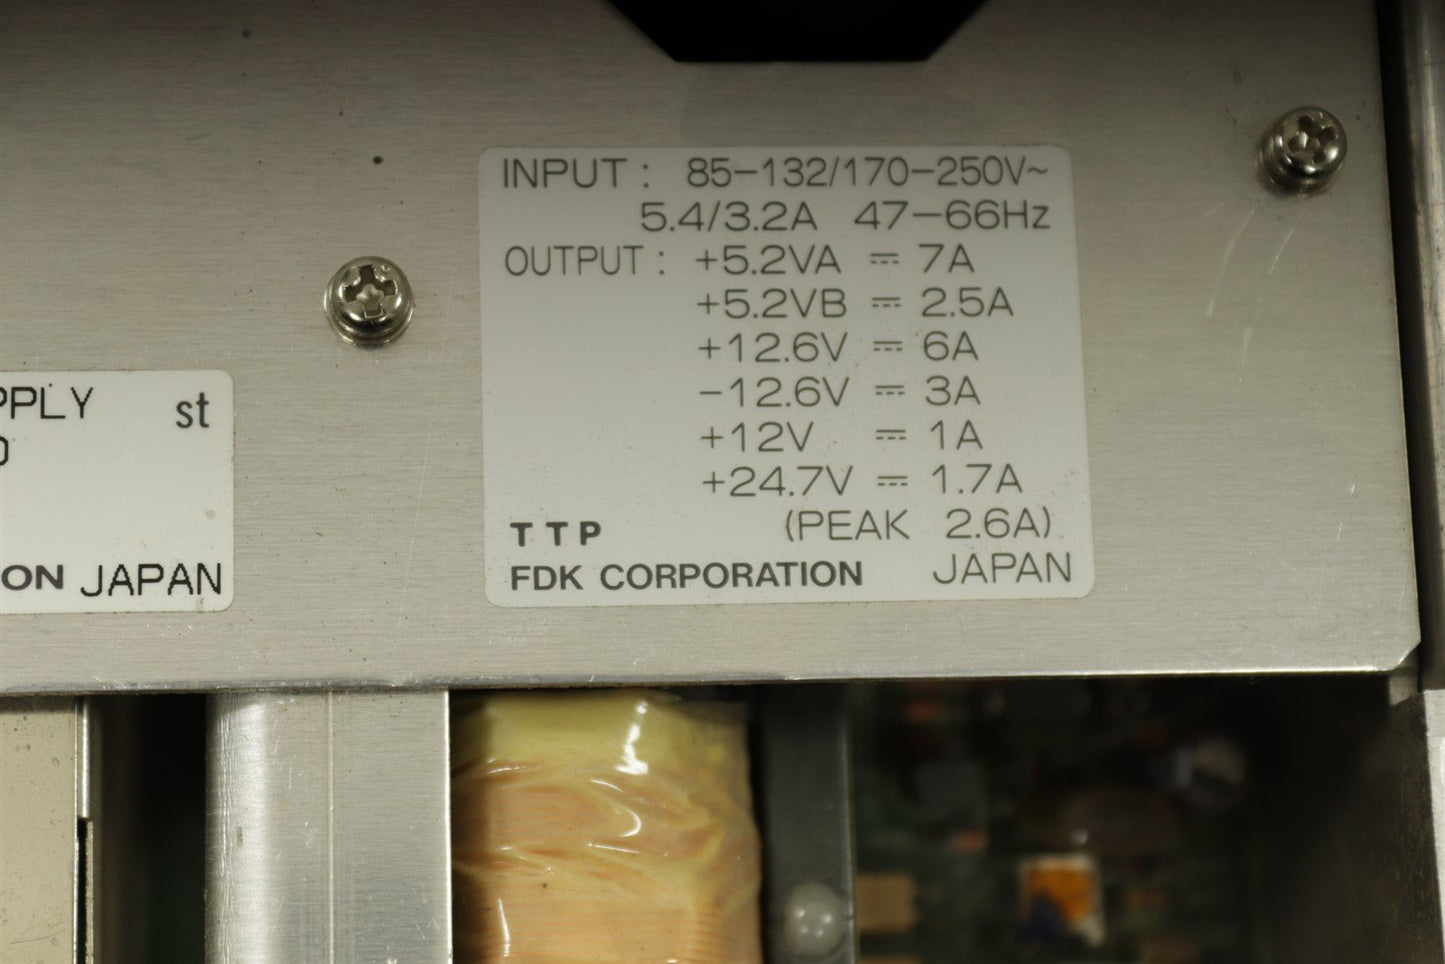 INPUT : 85-132/170-250V~
5.4/3.2A 47-66Hz
OUTPUT : +5.2VA ⎓ 7A
+5.2VB ⎓ 2.5A
+12.6V ⎓ 6A
-12.6V ⎓ 3A
+12V ⎓ 1A
+24.7V ⎓ 1.7A
TTP (PEAK 2.6A)
FDK CORPORATION JAPAN
PPLY st
ON JAPAN